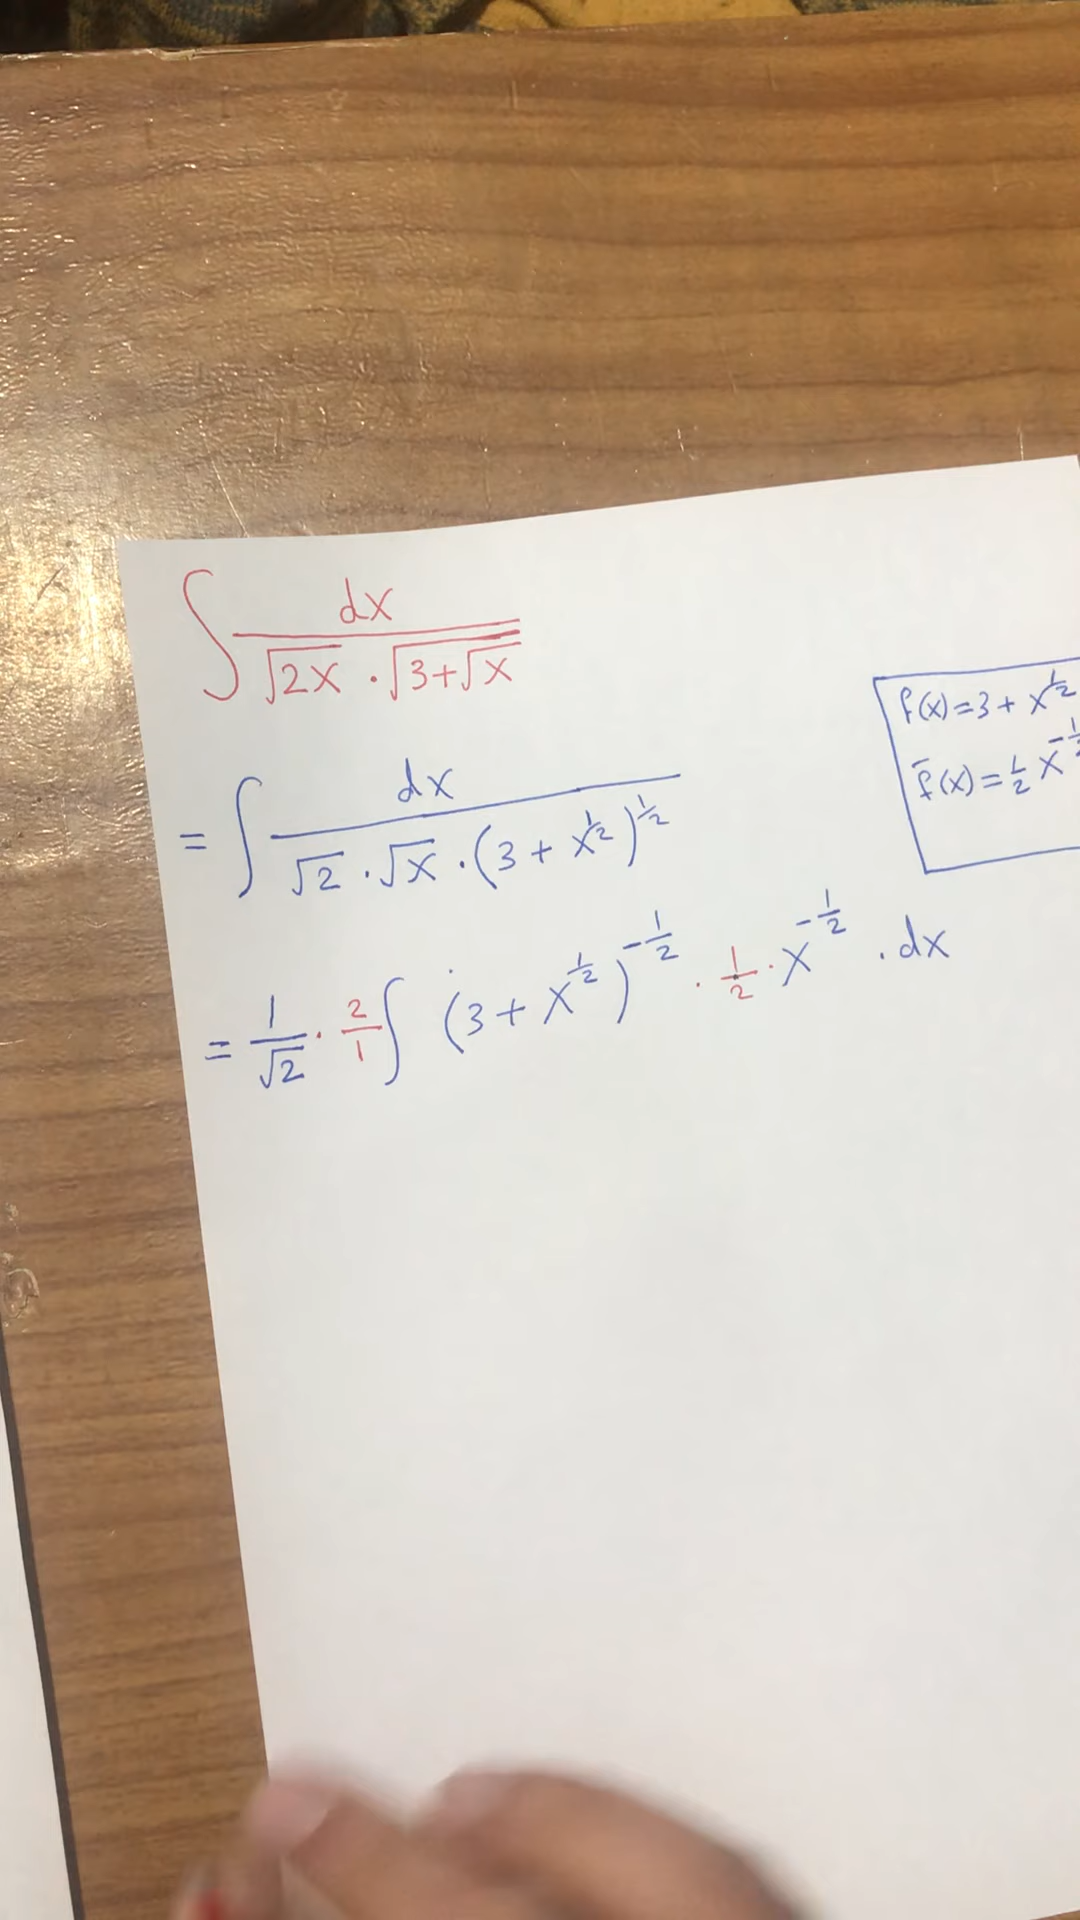 ∫ dx / √2x · √3+√x
f(x)=3+x^½
= ∫ dx / √2 · √x · (3+x^½)^½
f̄(x)=½ x^-½
= 1/√2 · 2/1 ∫ (3+x^½)^-½ · ½ · x^-½ . dx